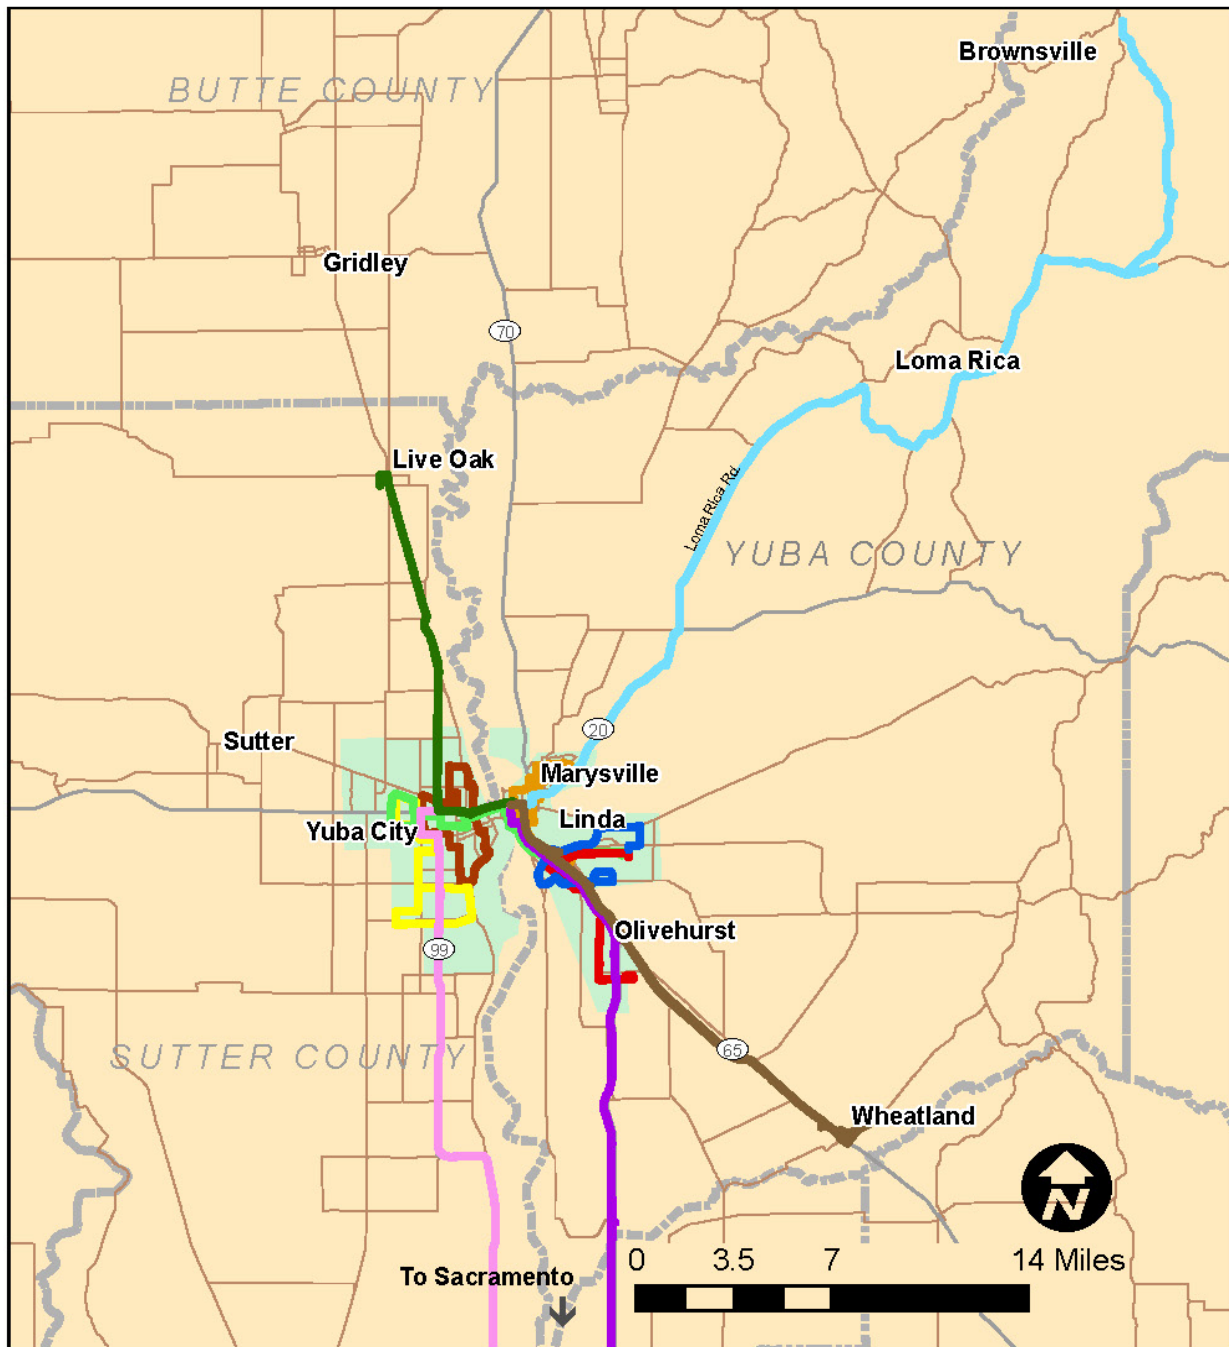 Brownsville
BUTTE COUNTY
Gridley
70
Loma Rica
Live Oak
Loma Rica Rd
YUBA COUNTY
20
Sutter
Marysville
Linda
Yuba City
Olivehurst
99
65
SUTTER COUNTY
Wheatland
N
0 3.5 7 14 Miles
To Sacramento